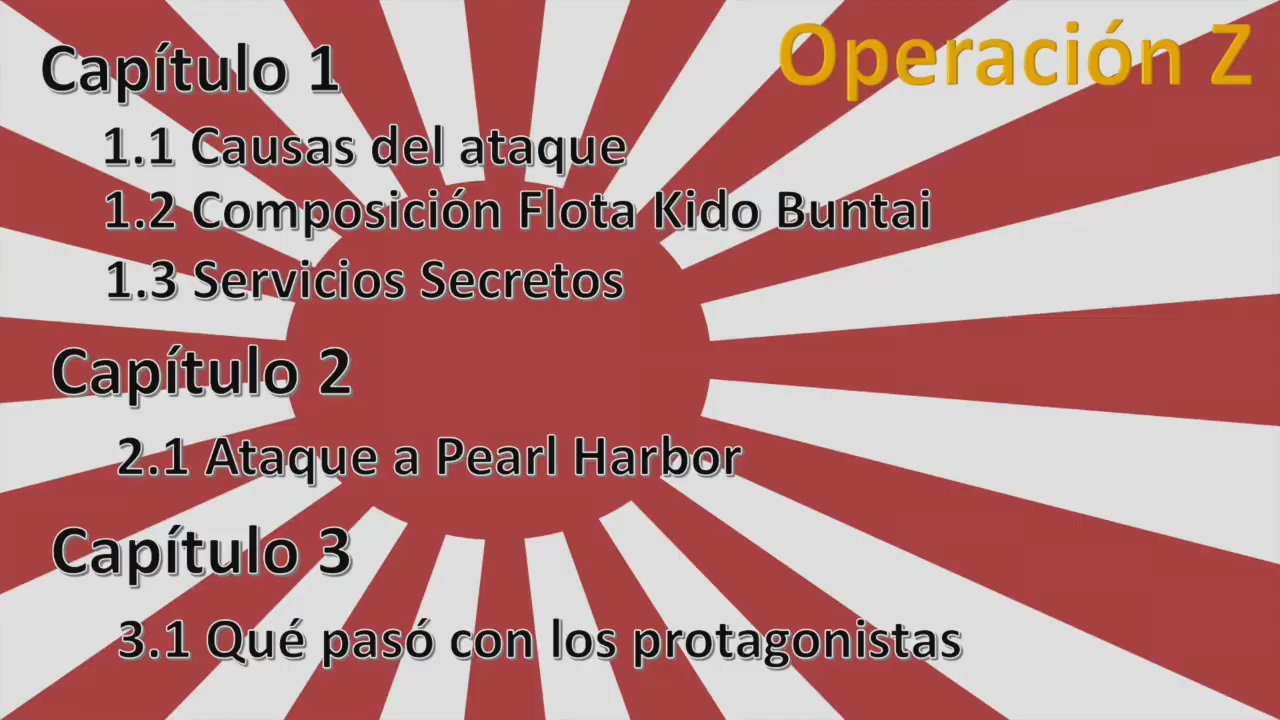 Operación Z
Capítulo 1
1.1 Causas del ataque
1.2 Composición Flota Kido Buntai
1.3 Servicios Secretos
Capítulo 2
2.1 Ataque a Pearl Harbor
Capítulo 3
3.1 Qué pasó con los protagonistas